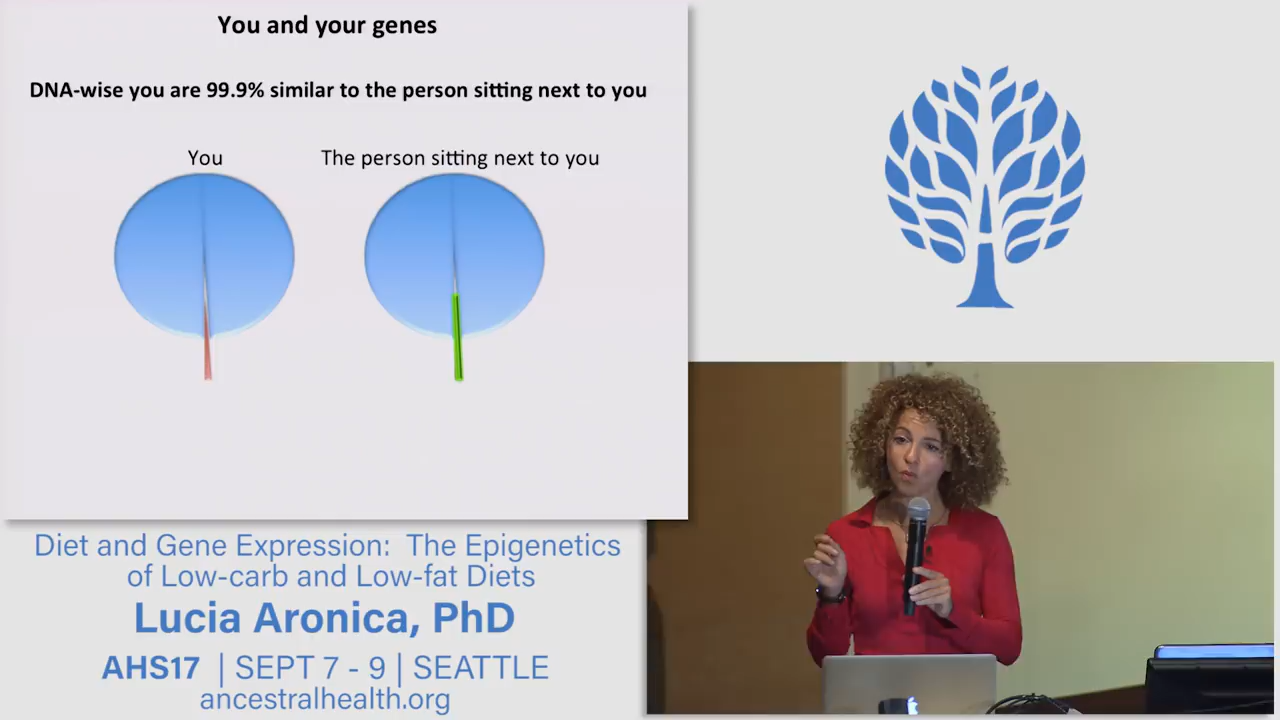 You and your genes
DNA-wise you are 99.9% similar to the person sitting next to you
You
The person sitting next to you
Diet and Gene Expression: The Epigenetics
of Low-carb and Low-fat Diets
Lucia Aronica, PhD
AHS17 | SEPT 7 - 9 | SEATTLE
ancestralhealth.org